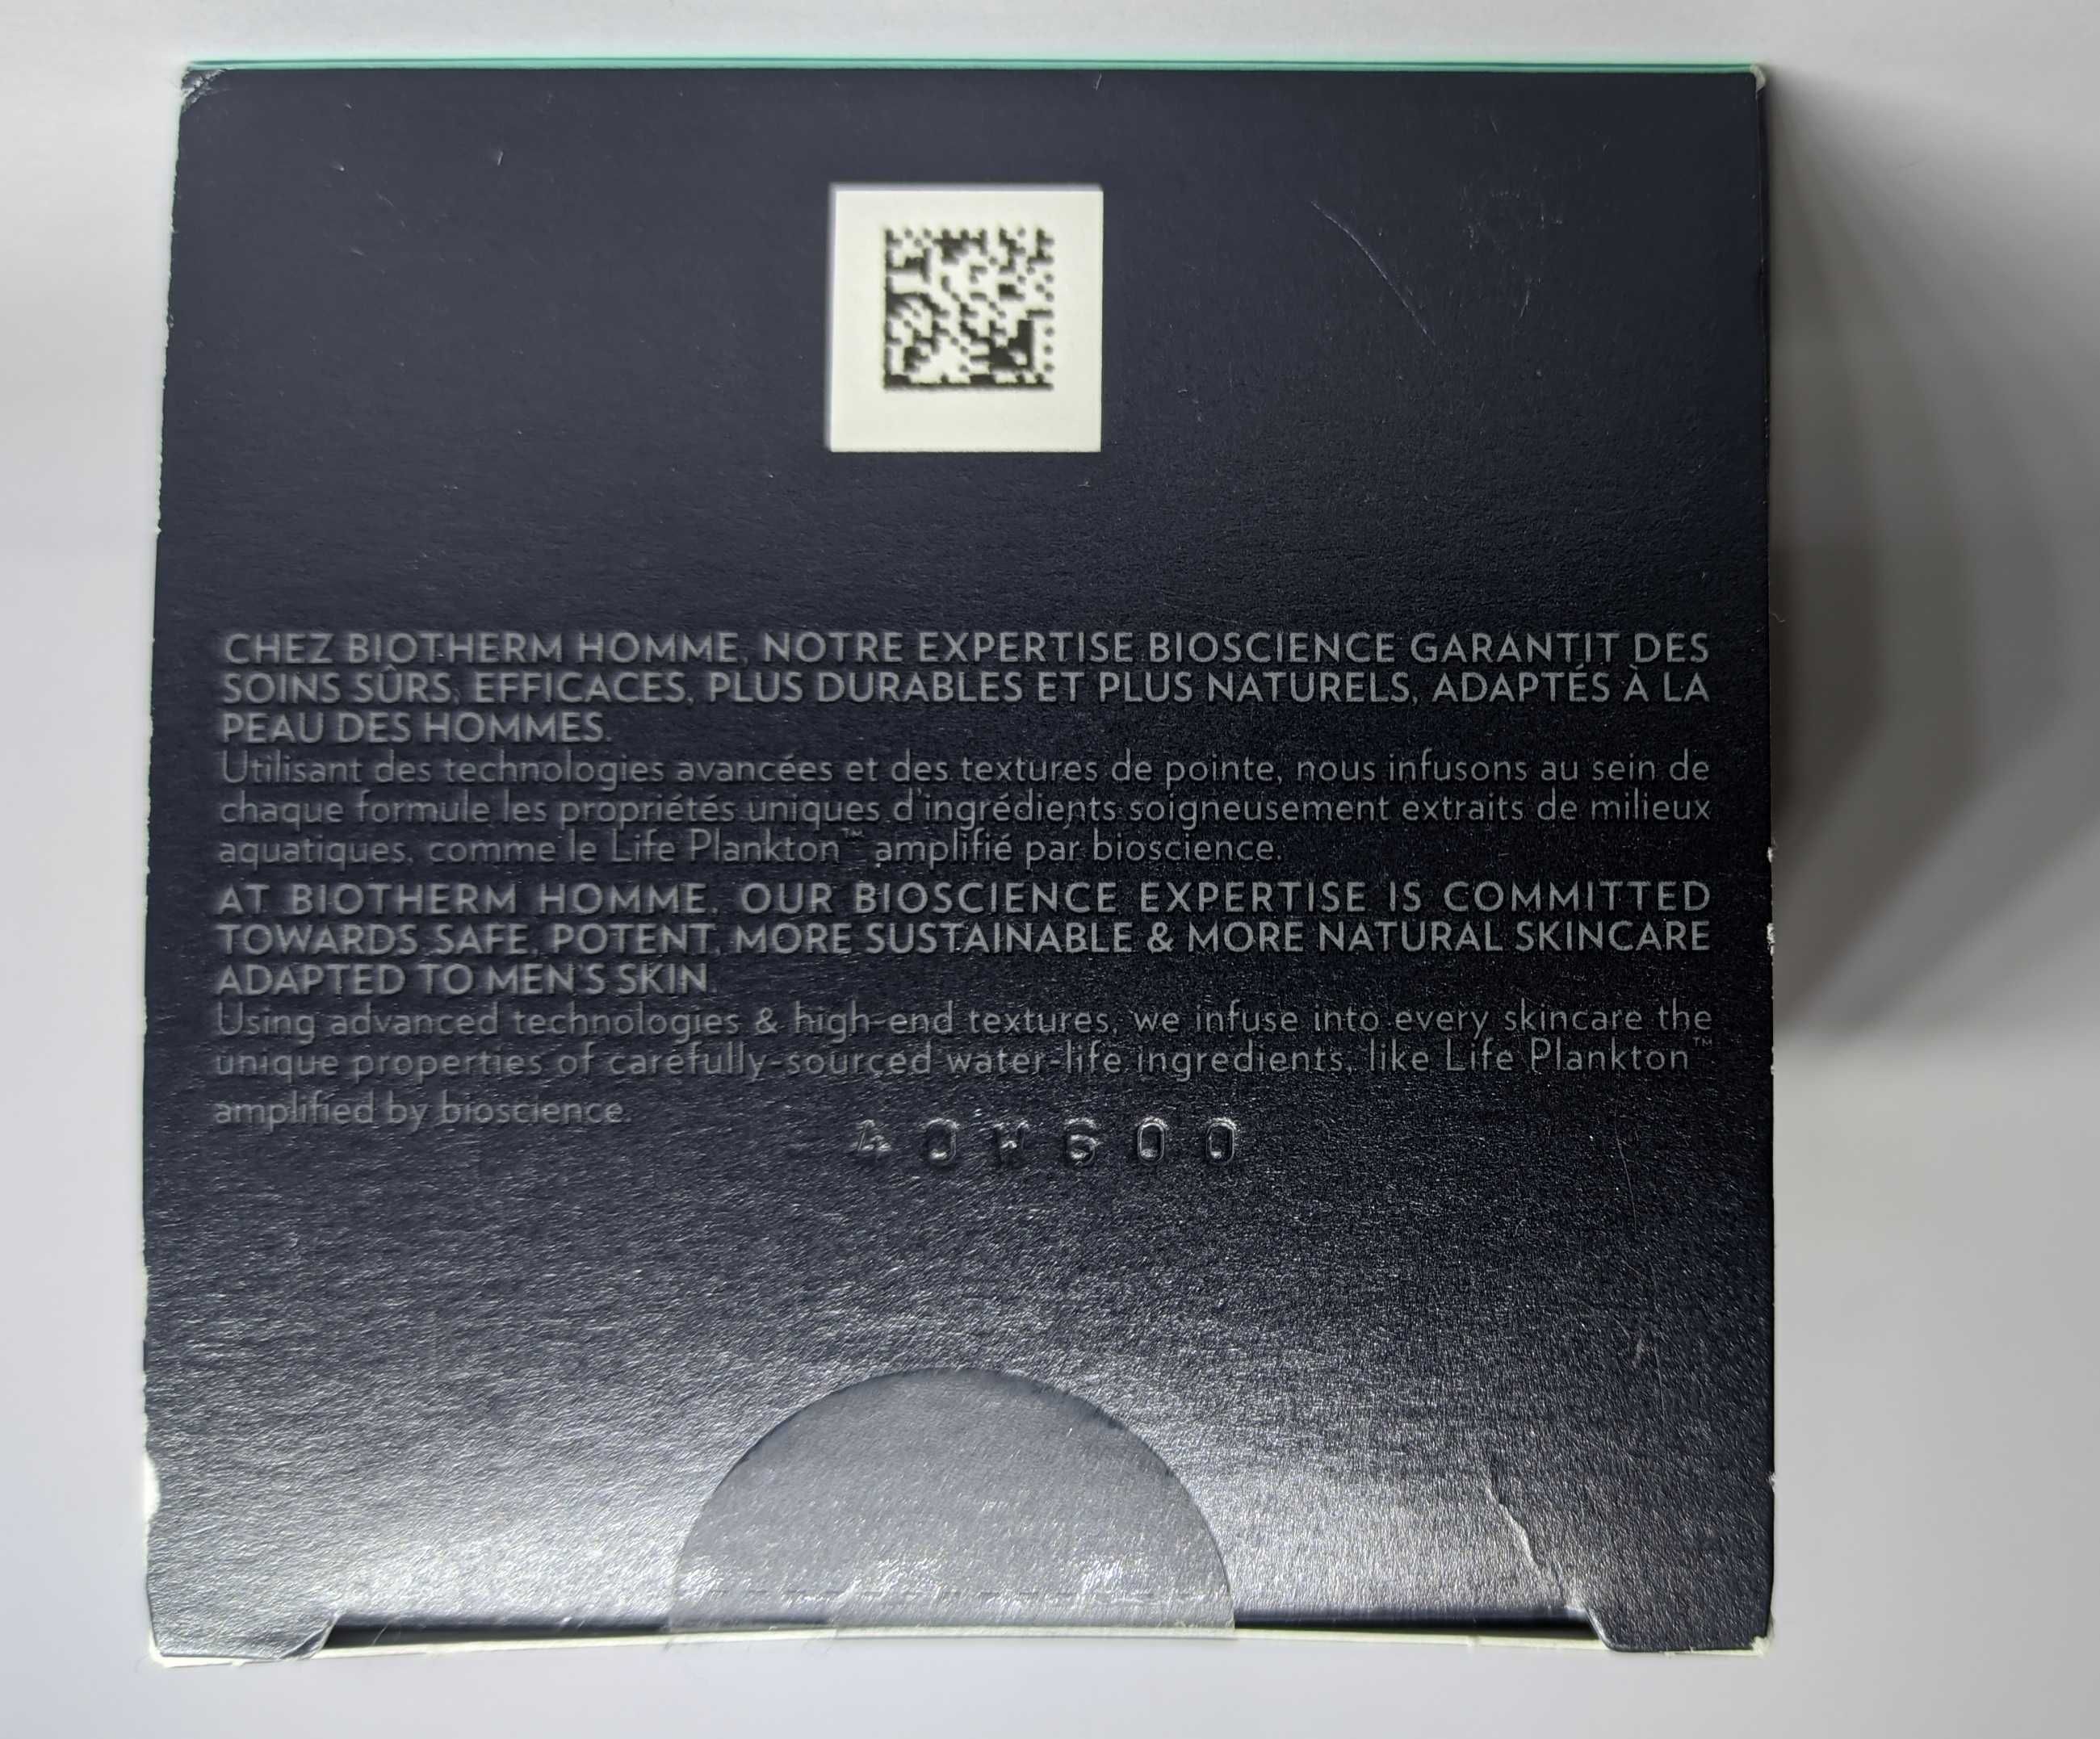 CHEZ BIOTHERM HOMME, NOTRE EXPERTISE BIOSCIENCE GARANTIT DES
SOINS SÛRS, EFFICACES, PLUS DURABLES ET PLUS NATURELS, ADAPTÉS À LA
PEAU DES HOMMES.
Utilisant des technologies avancées et des textures de pointe, nous infusons au sein de
chaque formule les propriétés uniques d'ingrédients soigneusement extraits de milieux
aquatiques, comme le Life Plankton™ amplifié par bioscience.
AT BIOTHERM HOMME, OUR BIOSCIENCE EXPERTISE IS COMMITTED
TOWARDS SAFE, POTENT, MORE SUSTAINABLE & MORE NATURAL SKINCARE
ADAPTED TO MEN'S SKIN.
Using advanced technologies & high-end textures, we infuse into every skincare the
unique properties of carefully-sourced water-life ingredients, like Life Plankton™
amplified by bioscience.